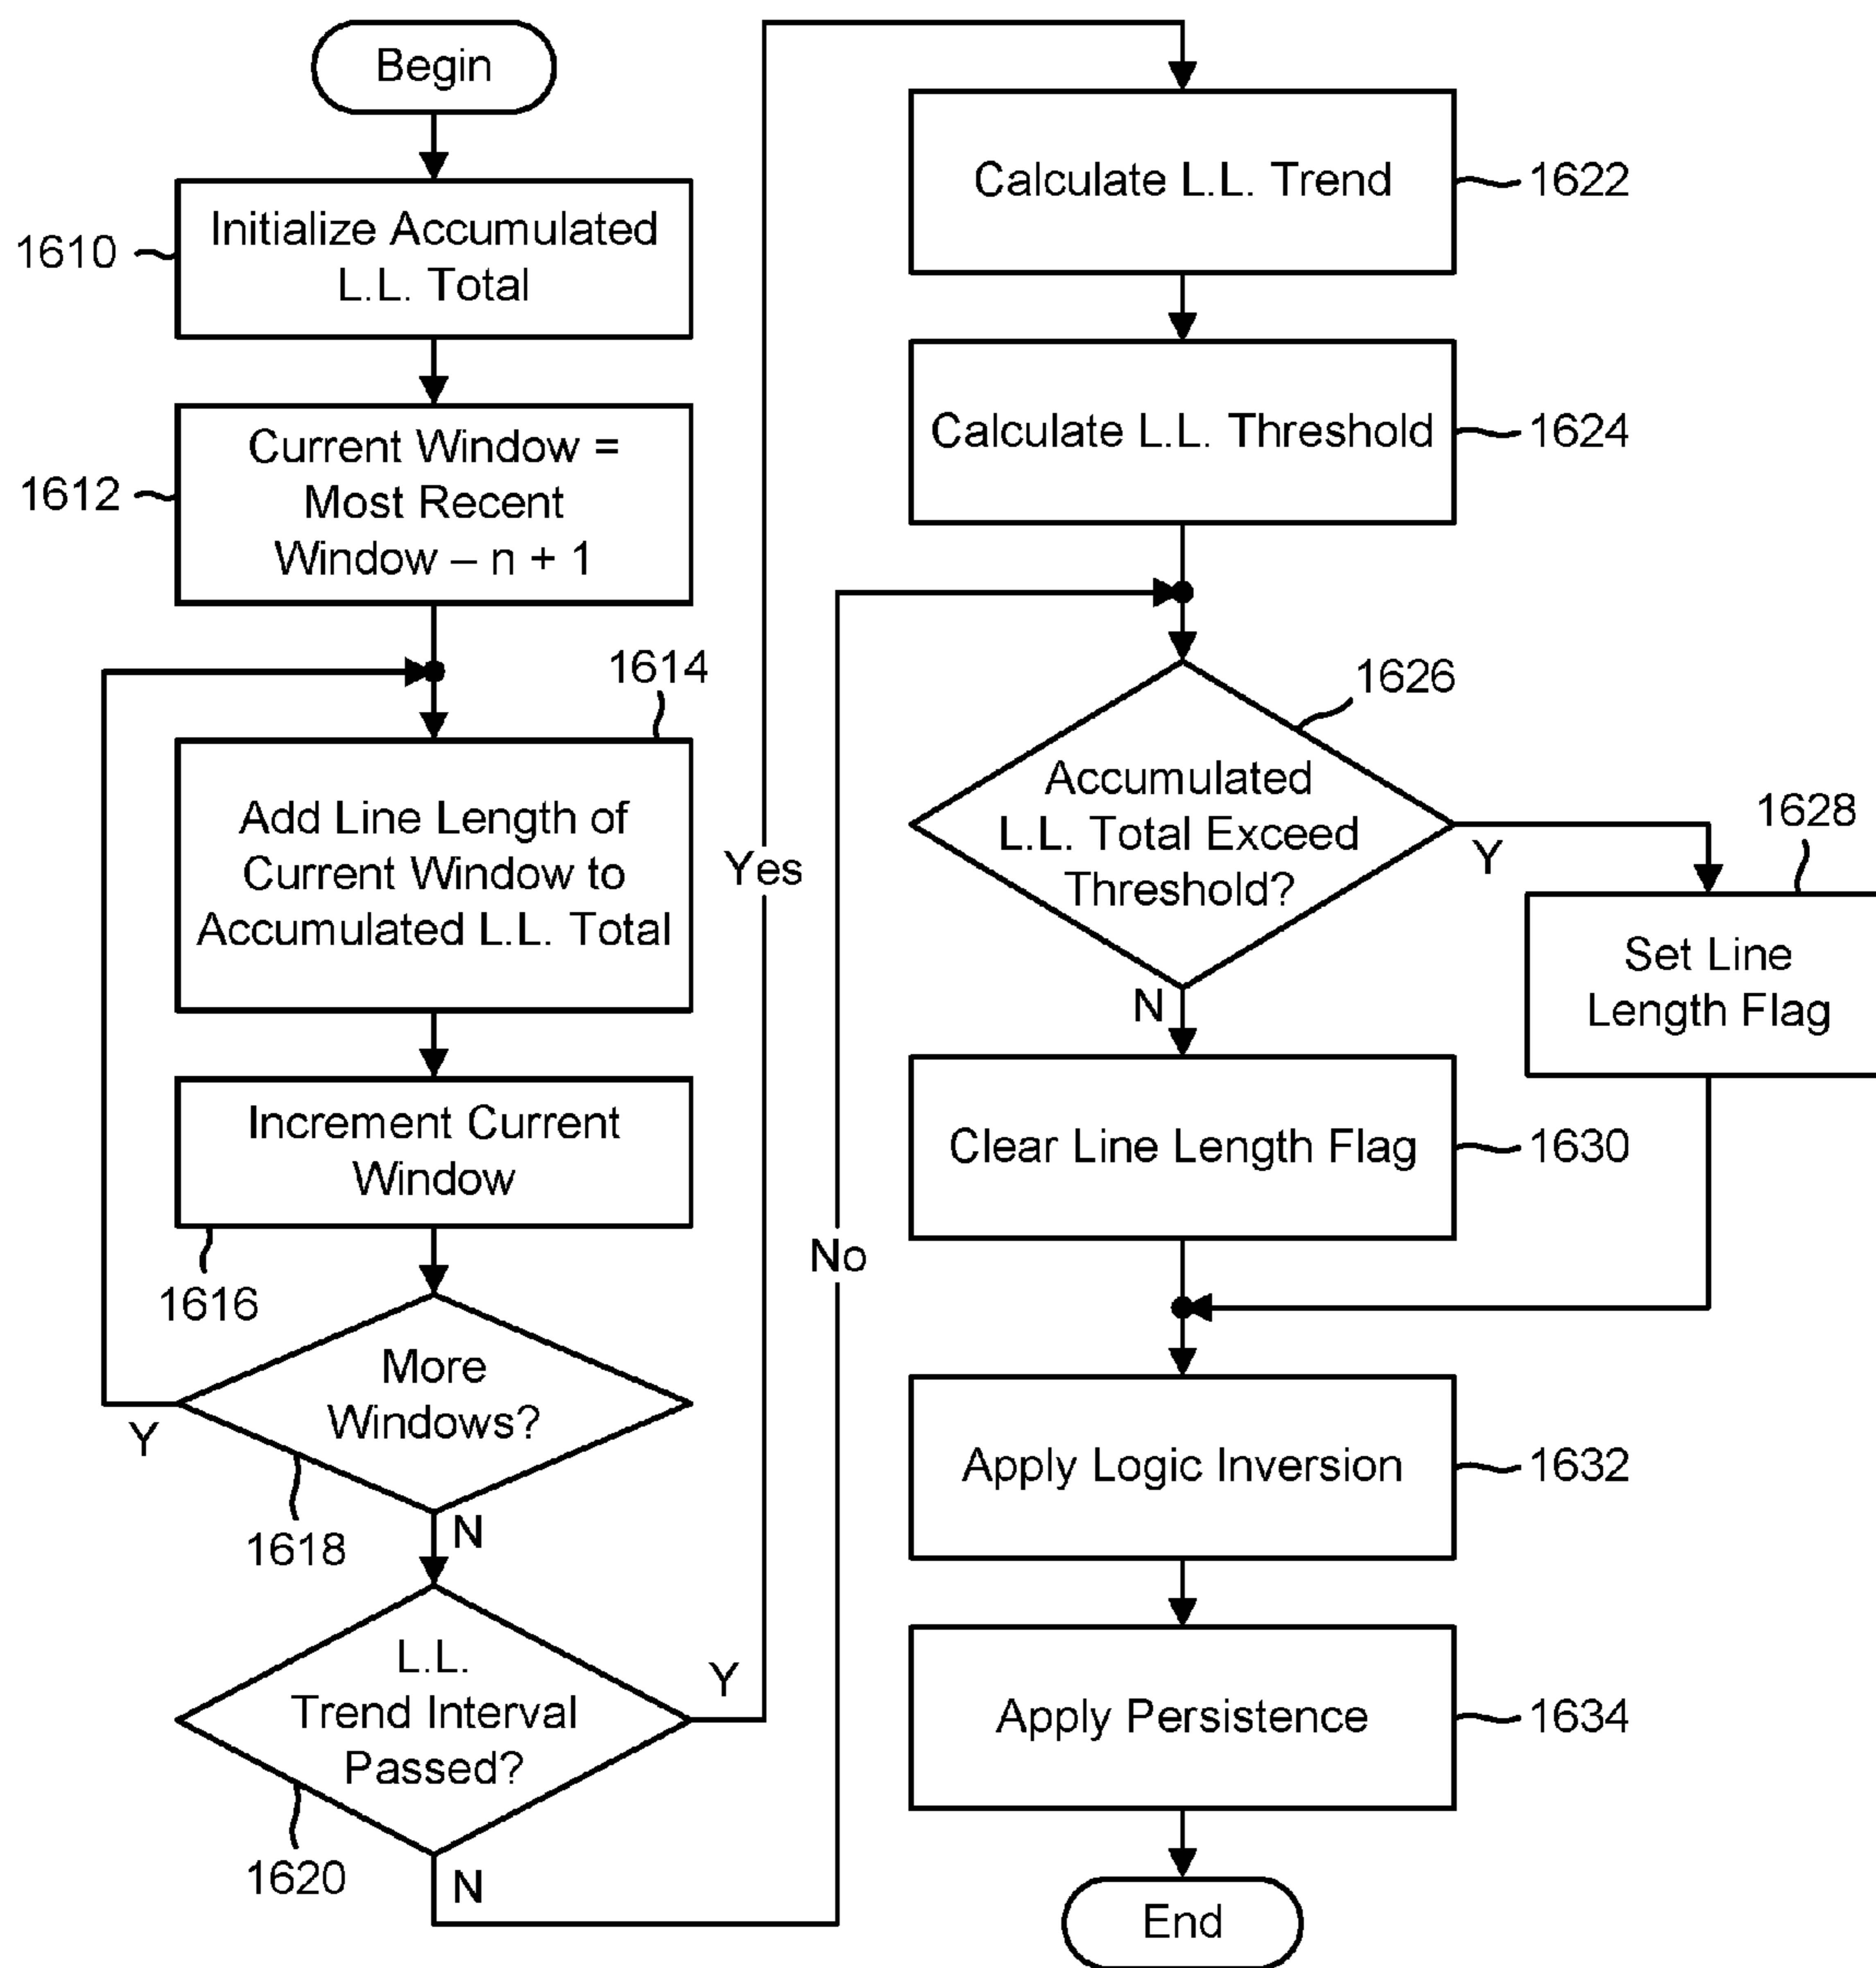 Begin
1610
Initialize Accumulated
L.L. Total
1612
Current Window =
Most Recent
Window – n + 1
1614
Add Line Length of
Current Window to
Accumulated L.L. Total
Increment Current
Window
1616
More
Windows?
Y
1618
N
L.L.
Trend Interval
Passed?
Y
1620
N
Yes
No
Calculate L.L. Trend
1622
Calculate L.L. Threshold
1624
1626
Accumulated
L.L. Total Exceed
Threshold?
Y
N
1628
Set Line
Length Flag
Clear Line Length Flag
1630
Apply Logic Inversion
1632
Apply Persistence
1634
End